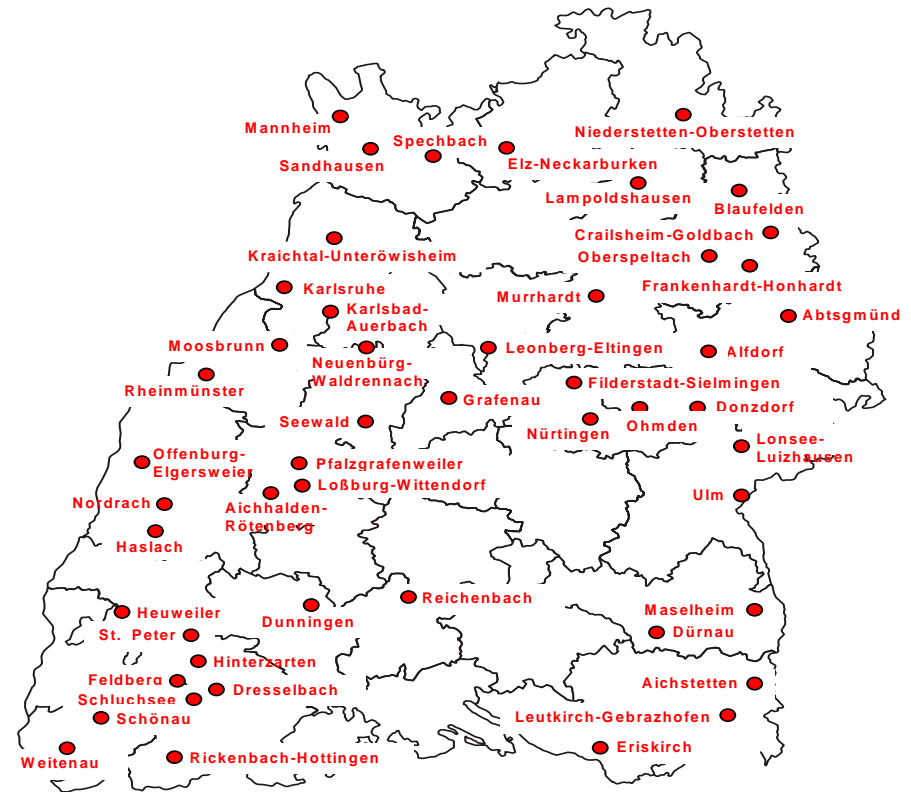 Mannheim
Niederstetten-Oberstetten
Spechbach
Sandhausen
Elz-Neckarburken
Lampoldshausen
Blaufelden
Crailsheim-Goldbach
Kraichtal-Unteröwisheim
Oberspeltach
Frankenhardt-Honhardt
Karlsruhe
Murrhardt
Karlsbad-
Auerbach
Abtsgmünd
Moosbrunn
Leonberg-Eltingen
Alfdorf
Neuenbürg-
Waldrennach
Rheinmünster
Filderstadt-Sielmingen
Grafenau
Donzdorf
Seewald
Nürtingen
Ohmden
Lonsee-
Luizhausen
Offenburg-
Elgersweier
Pfalzgrafenweiler
Loßburg-Wittendorf
Ulm
Nordrach
Aichhalden-
Rötenberg
Haslach
Reichenbach
Heuweiler
Dunningen
Maselheim
St. Peter
Dürnau
Hinterzarten
Feldberg
Dresselbach
Aichstetten
Schluchsee
Schönau
Leutkirch-Gebrazhofen
Eriskirch
Weitenau
Rickenbach-Hottingen